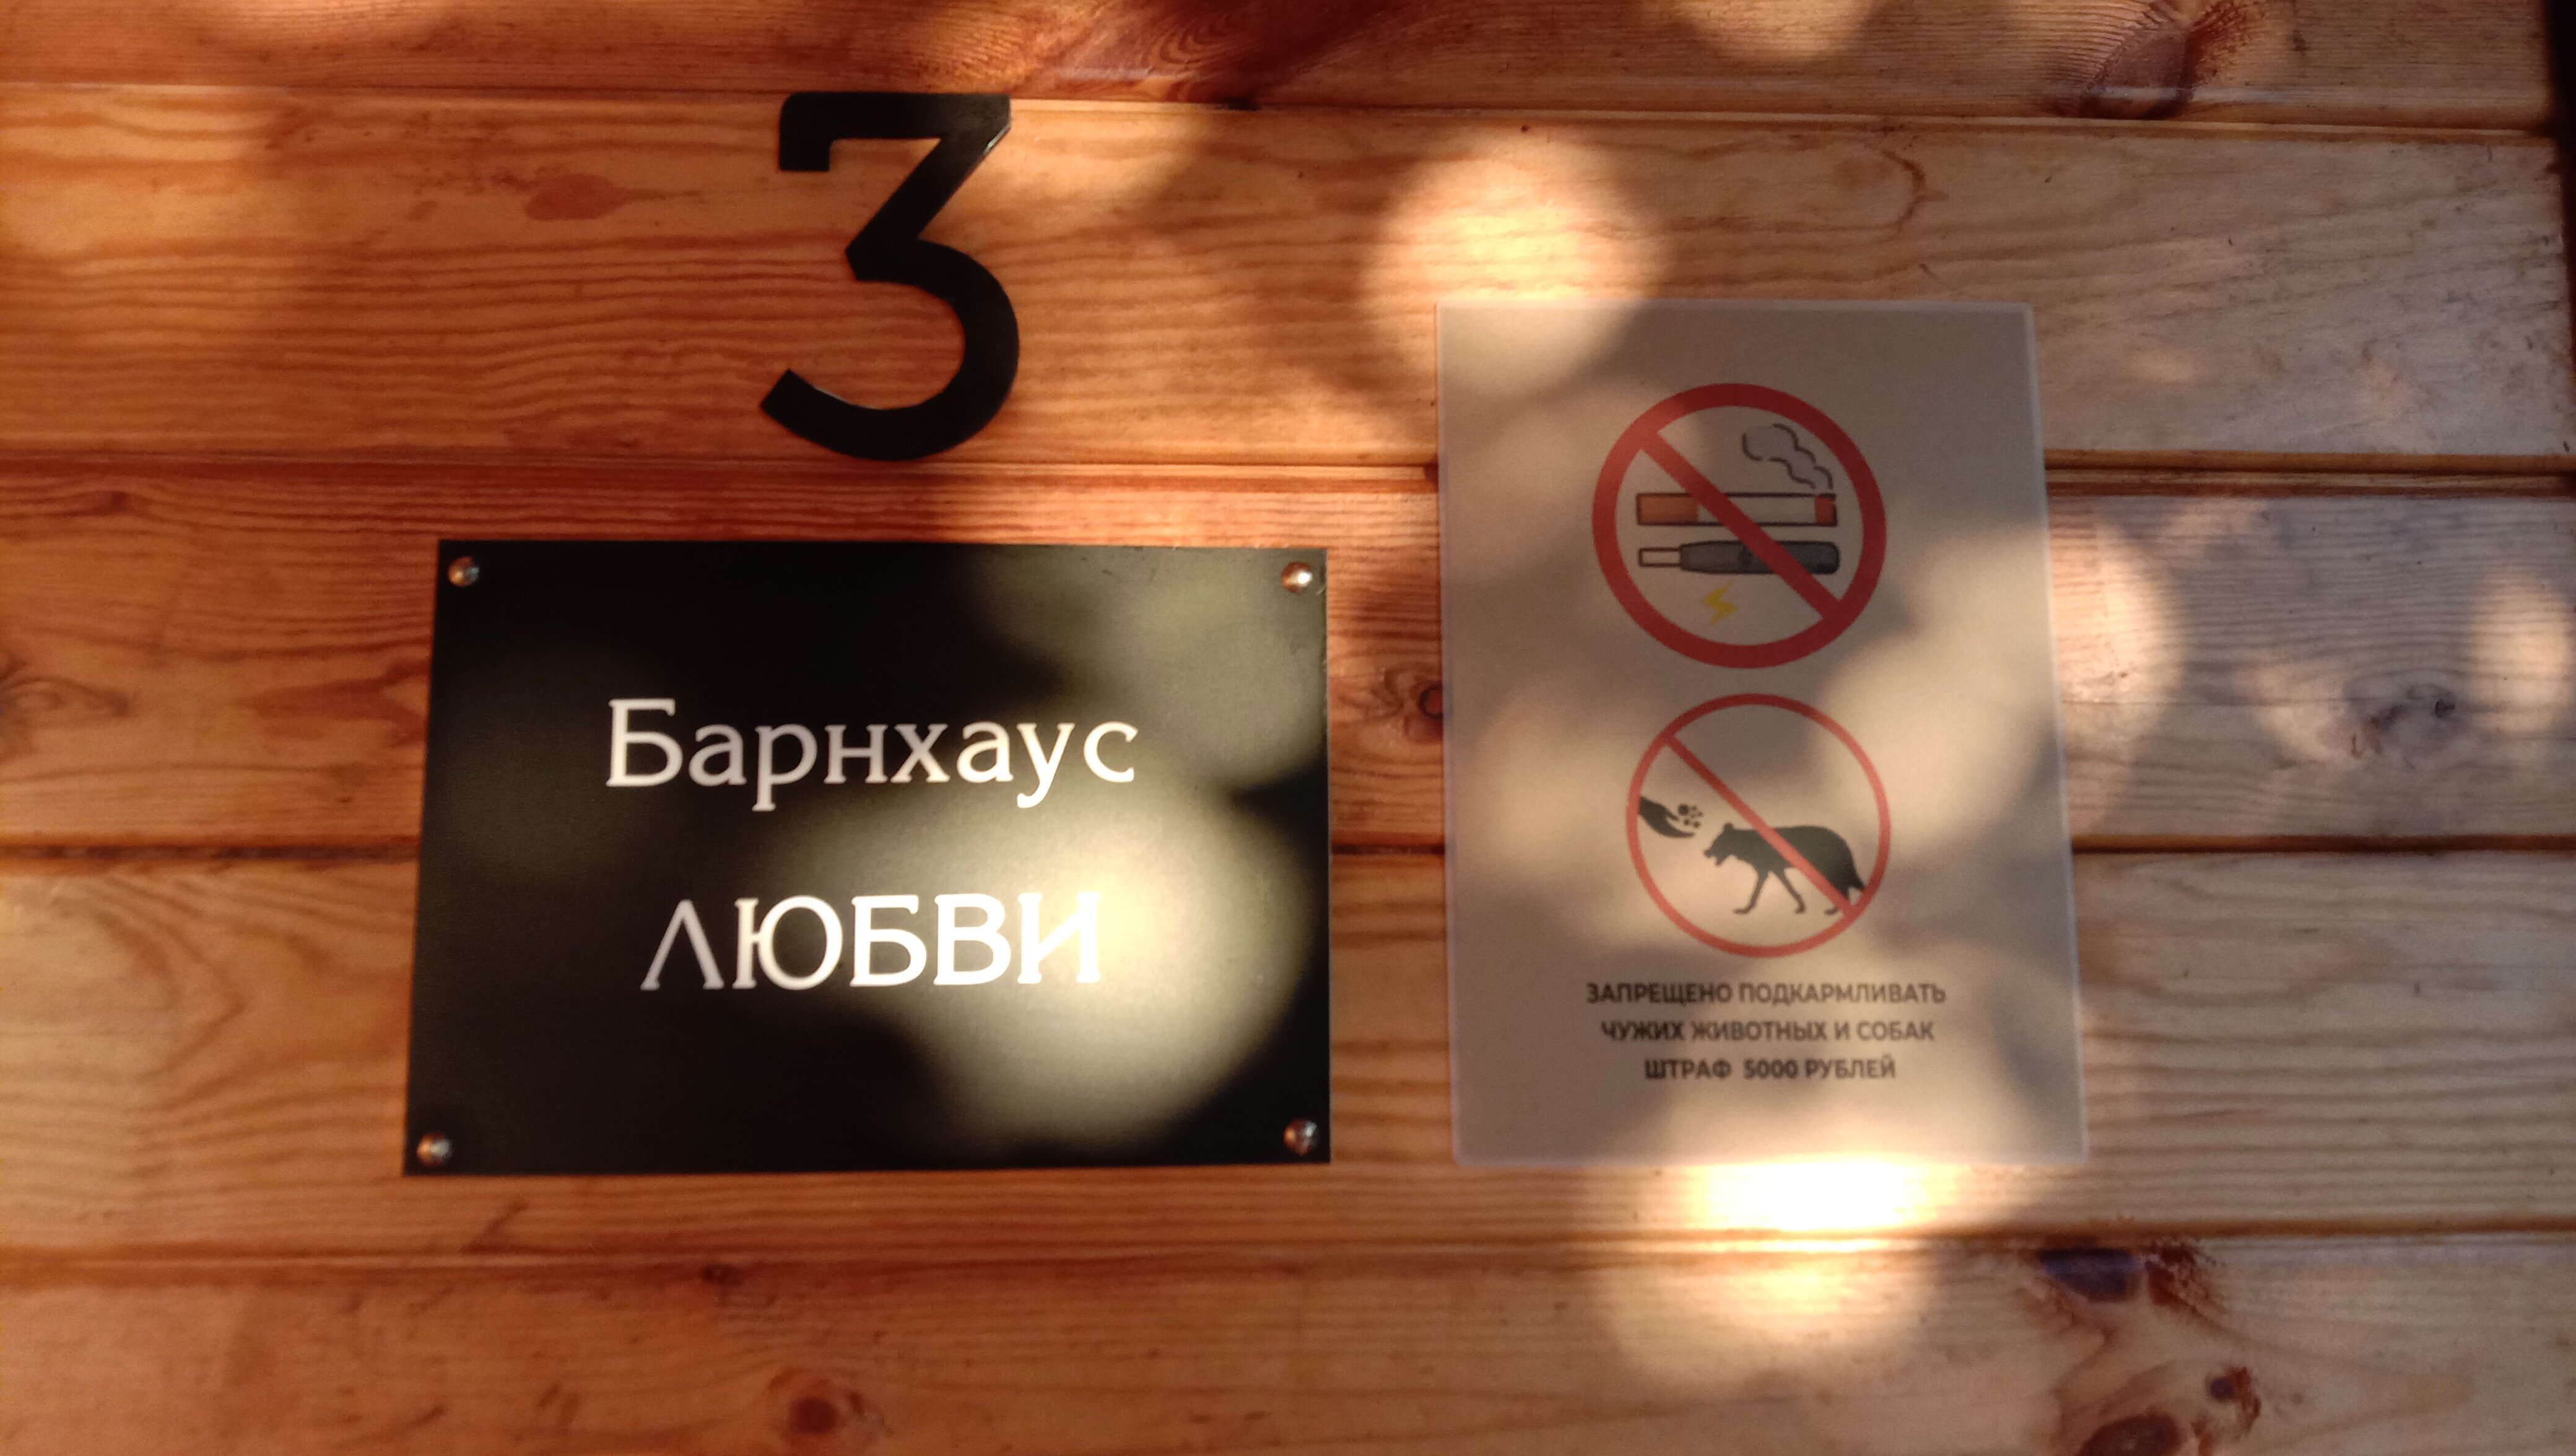 3
Барнхаус
ЛЮБВИ
ЗАПРЕЩЕНО ПОДКАРМЛИВАТЬ
ЧУЖИХ ЖИВОТНЫХ И СОБАК
ШТРАФ 5000 РУБЛЕЙ